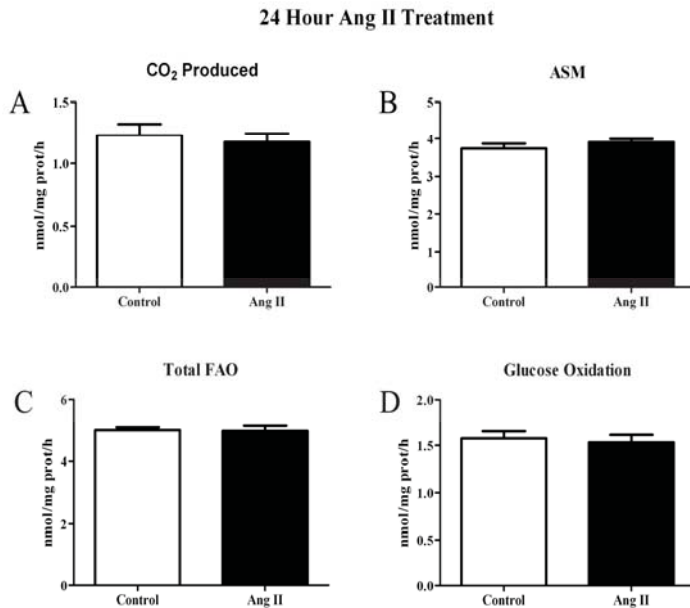 24 Hour Ang II Treatment
CO₂ Produced
A
nmol/mg prot/h
1.5
1.0
0.5
0.0
Control Ang II
ASM
B
nmol/mg prot/h
5
4
3
2
1
0
Control Ang II
Total FAO
C
nmol/mg prot/h
6
4
2
0
Control Ang II
Glucose Oxidation
D
nmol/mg prot/h
2.0
1.5
1.0
0.5
0.0
Control Ang II